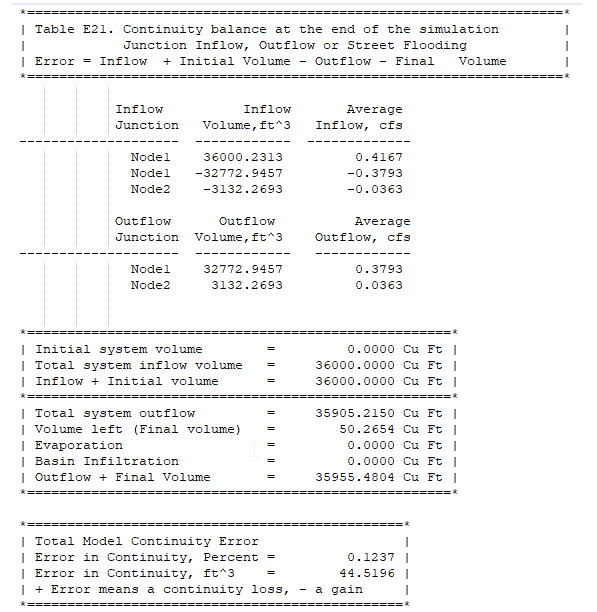 *==================================================================*
| Table E21. Continuity balance at the end of the simulation |
| Junction Inflow, Outflow or Street Flooding |
| Error = Inflow + Initial Volume - Outflow - Final Volume |
*==================================================================*
Inflow Inflow Average
Junction Volume,ft^3 Inflow, cfs
-------------------- ------------ -------------
Node1 36000.2313 0.4167
Node1 -32772.9457 -0.3793
Node2 -3132.2693 -0.0363
Outflow Outflow Average
Junction Volume,ft^3 Outflow, cfs
-------------------- ------------ -------------
Node1 32772.9457 0.3793
Node2 3132.2693 0.0363
*=====================================================*
| Initial system volume = 0.0000 Cu Ft |
| Total system inflow volume = 36000.0000 Cu Ft |
| Inflow + Initial volume = 36000.0000 Cu Ft |
*=====================================================*
| Total system outflow = 35905.2150 Cu Ft |
| Volume left (Final volume) = 50.2654 Cu Ft |
| Evaporation = 0.0000 Cu Ft |
| Basin Infiltration = 0.0000 Cu Ft |
| Outflow + Final Volume = 35955.4804 Cu Ft |
*=====================================================*
*===============================================*
| Total Model Continuity Error |
| Error in Continuity, Percent = 0.1237 |
| Error in Continuity, ft^3 = 44.5196 |
| + Error means a continuity loss, - a gain |
*===============================================*